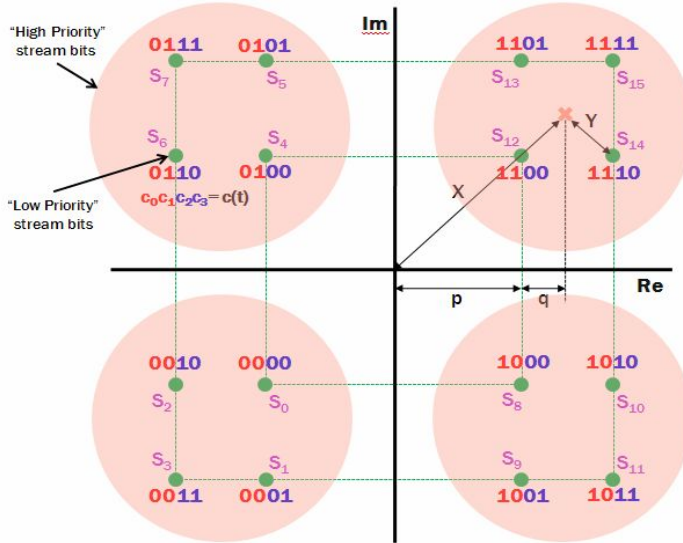 "High Priority"
stream bits
Im
0111 0101 1101 1111
S7 S5 S13 S15
S6 S4 S12 Y S14
0110 0100 1100 1110
"Low Priority"
stream bits
c0c1c2c3=c(t)
X
Re
p q
0010 0000 1000 1010
S2 S0 S8 S10
S3 S1 S9 S11
0011 0001 1001 1011